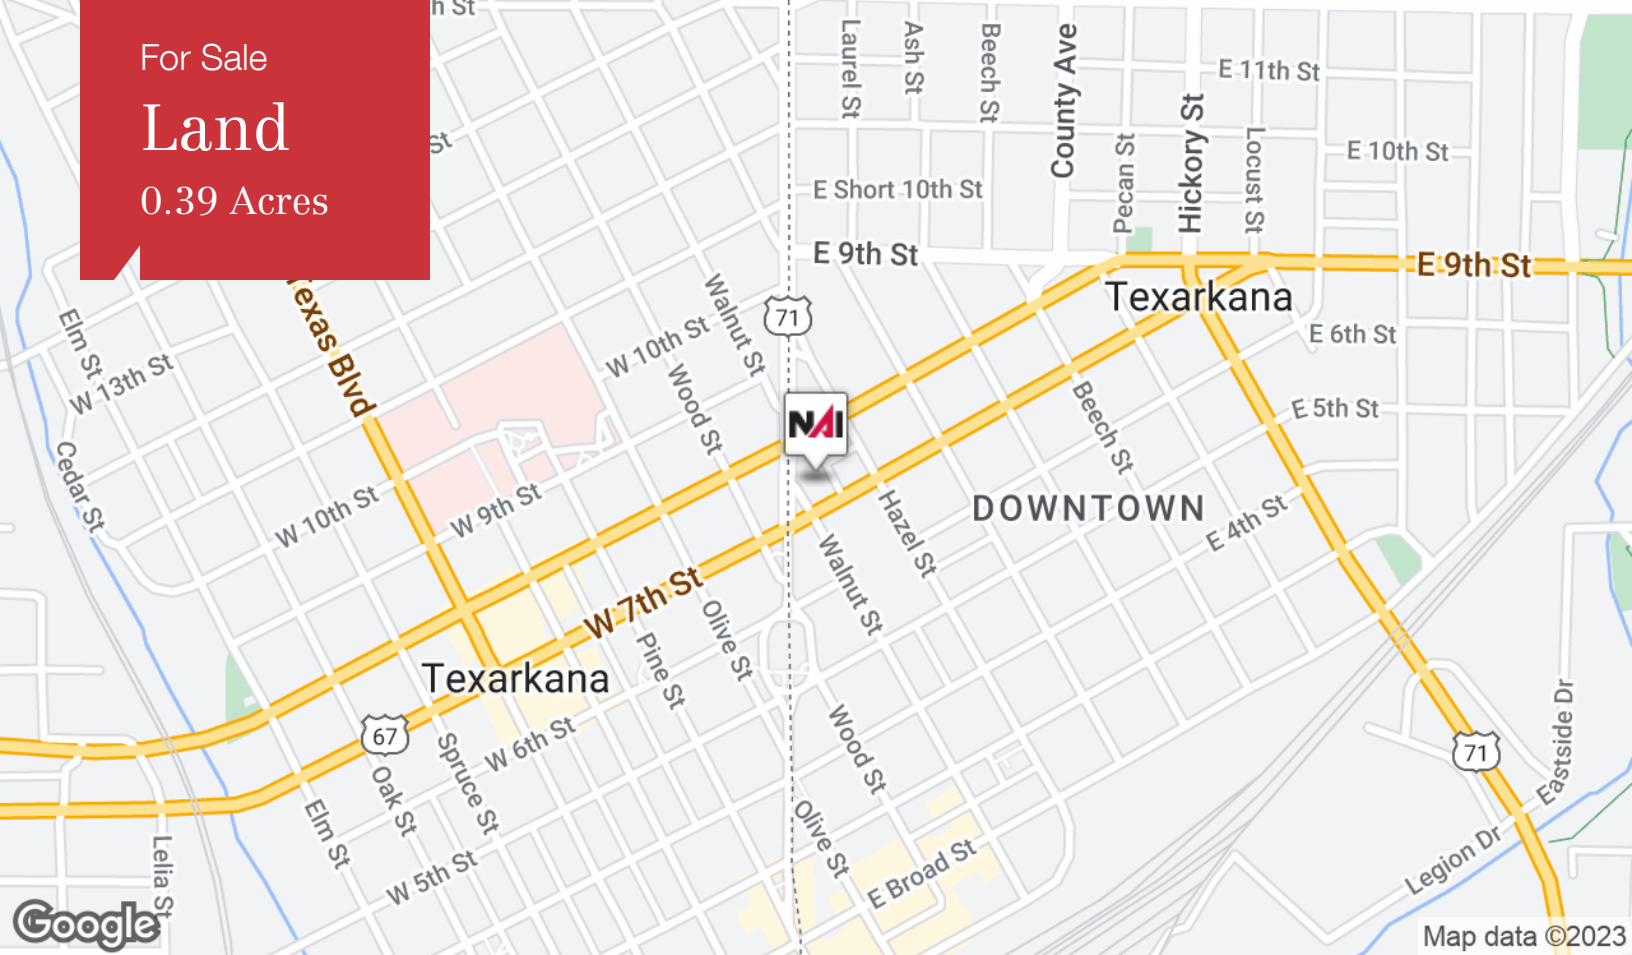 For Sale
Land
0.39 Acres
h St
St
Laurel St
Ash St
Beech St
County Ave
E 11th St
Hickory St
Pecan St
Locust St
E 10th St
E Short 10th St
E 9th St
E 9th St
Texarkana
Texas Blvd
Elm St
W 13th St
Walnut St
71
W 10th St
Wood St
E 6th St
E 5th St
Beech St
NAI
Cedar St
W 10th St
W 9th St
Hazel St
DOWNTOWN
E 4th St
Walnut St
W 7th St
Olive St
Pine St
Texarkana
67
W 6th St
Spruce St
Oak St
Elm St
W 5th St
Lelia St
Wood St
Olive St
E Broad St
71
Eastside Dr
Legion Dr
Google
Map data ©2023